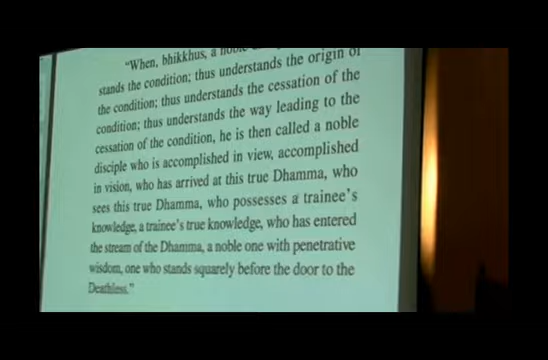 "When, bhikkhus, a noble
stands the condition; thus understands the origin of
the condition; thus understands the cessation of the
condition; thus understands the way leading to the
cessation of the condition, he is then called a noble
disciple who is accomplished in view, accomplished
in vision, who has arrived at this true Dhamma, who
sees this true Dhamma, who possesses a trainee's
knowledge, a trainee's true knowledge, who has entered
the stream of the Dhamma, a noble one with penetrative
wisdom, one who stands squarely before the door to the
Deathless."